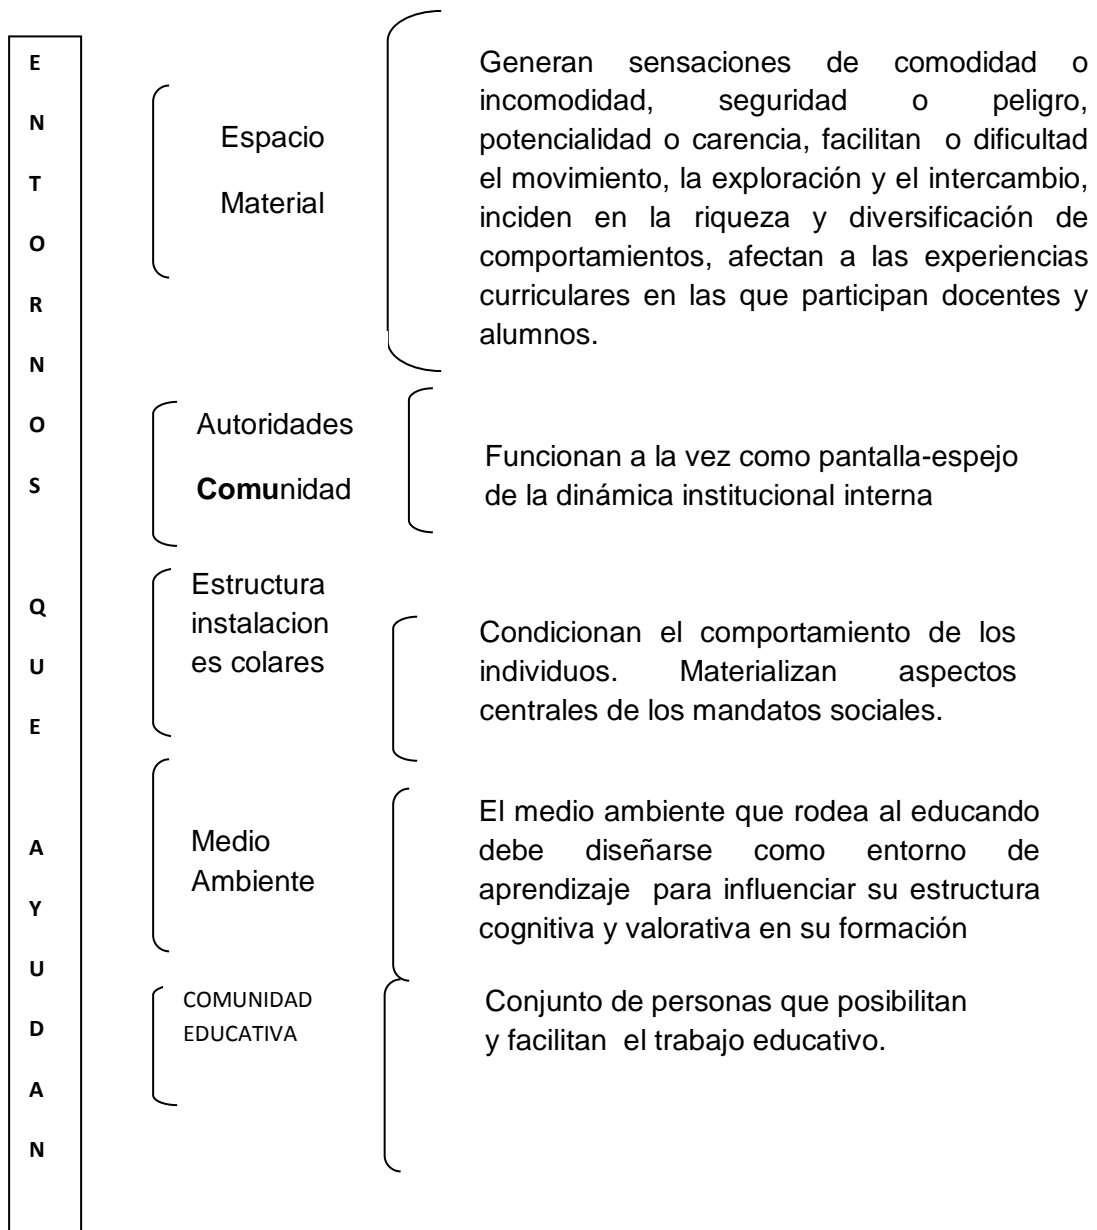 ENTORNOS QUE AYUDAN
Espacio
Material
Generan sensaciones de comodidad o
incomodidad, seguridad o peligro,
potencialidad o carencia, facilitan o dificultad
el movimiento, la exploración y el intercambio,
inciden en la riqueza y diversificación de
comportamientos, afectan a las experiencias
curriculares en las que participan docentes y
alumnos.
Autoridades
Comunidad
Funcionan a la vez como pantalla-espejo
de la dinámica institucional interna
Estructura
instalacion
es colares
Condicionan el comportamiento de los
individuos. Materializan aspectos
centrales de los mandatos sociales.
Medio
Ambiente
El medio ambiente que rodea al educando
debe diseñarse como entorno de
aprendizaje para influenciar su estructura
cognitiva y valorativa en su formación
COMUNIDAD
EDUCATIVA
Conjunto de personas que posibilitan
y facilitan el trabajo educativo.